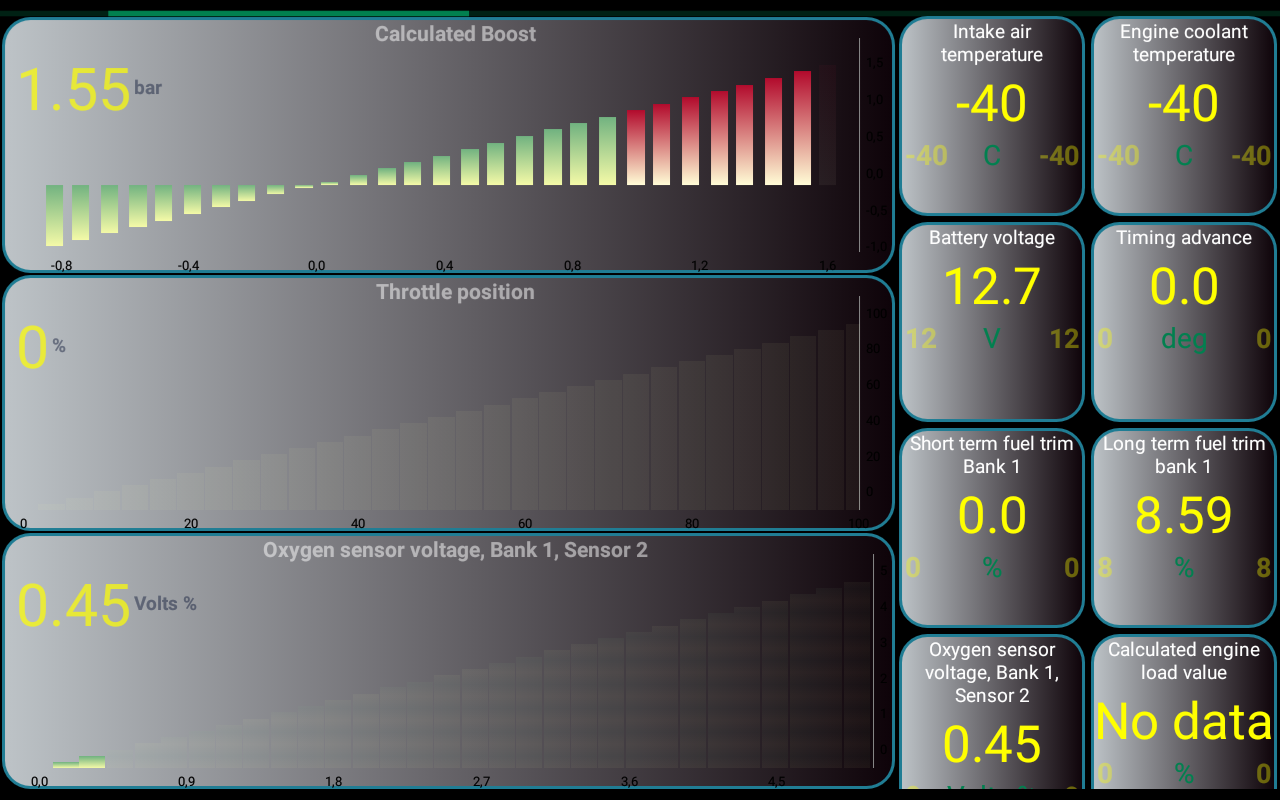 Calculated Boost
1.55 bar
1,5
1,0
0,5
0,0
-0,5
-1,0
-0,8 -0,4 0,0 0,4 0,8 1,2 1,6
Throttle position
0 %
100
80
60
40
20
0
0 20 40 60 80 100
Oxygen sensor voltage, Bank 1, Sensor 2
0.45 Volts %
0,0 0,9 1,8 2,7 3,6 4,5
Intake air
temperature
-40
-40 C -40
Engine coolant
temperature
-40
-40 C -40
Battery voltage
12.7
12 V 12
Timing advance
0.0
0 deg 0
Short term fuel trim
Bank 1
0.0
0 % 0
Long term fuel trim
bank 1
8.59
8 % 8
Oxygen sensor
voltage, Bank 1,
Sensor 2
0.45
Calculated engine
load value
No data
0 % 0